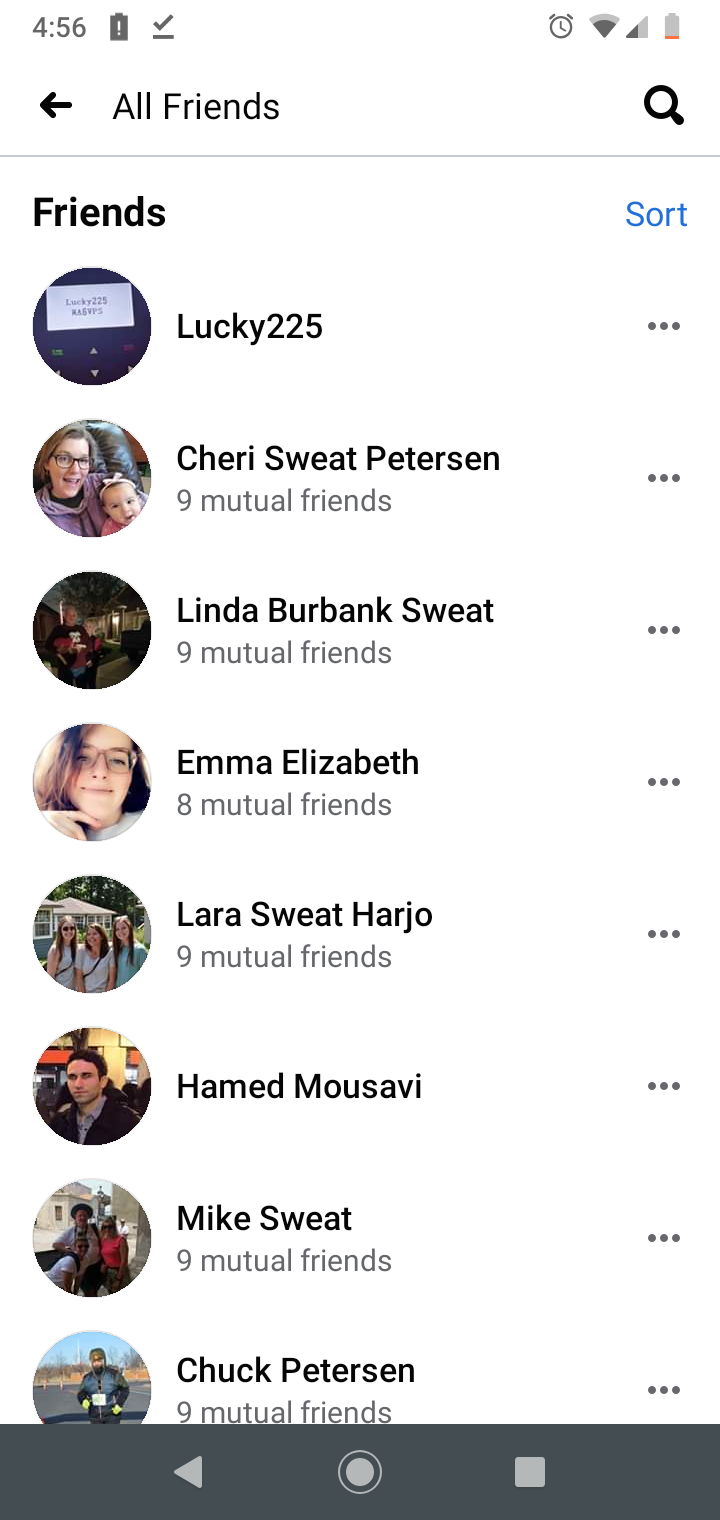 4:56
All Friends
Friends
Sort
Lucky225
Lucky225
Cheri Sweat Petersen
9 mutual friends
Linda Burbank Sweat
9 mutual friends
Emma Elizabeth
8 mutual friends
Lara Sweat Harjo
9 mutual friends
Hamed Mousavi
Mike Sweat
9 mutual friends
Chuck Petersen
9 mutual friends